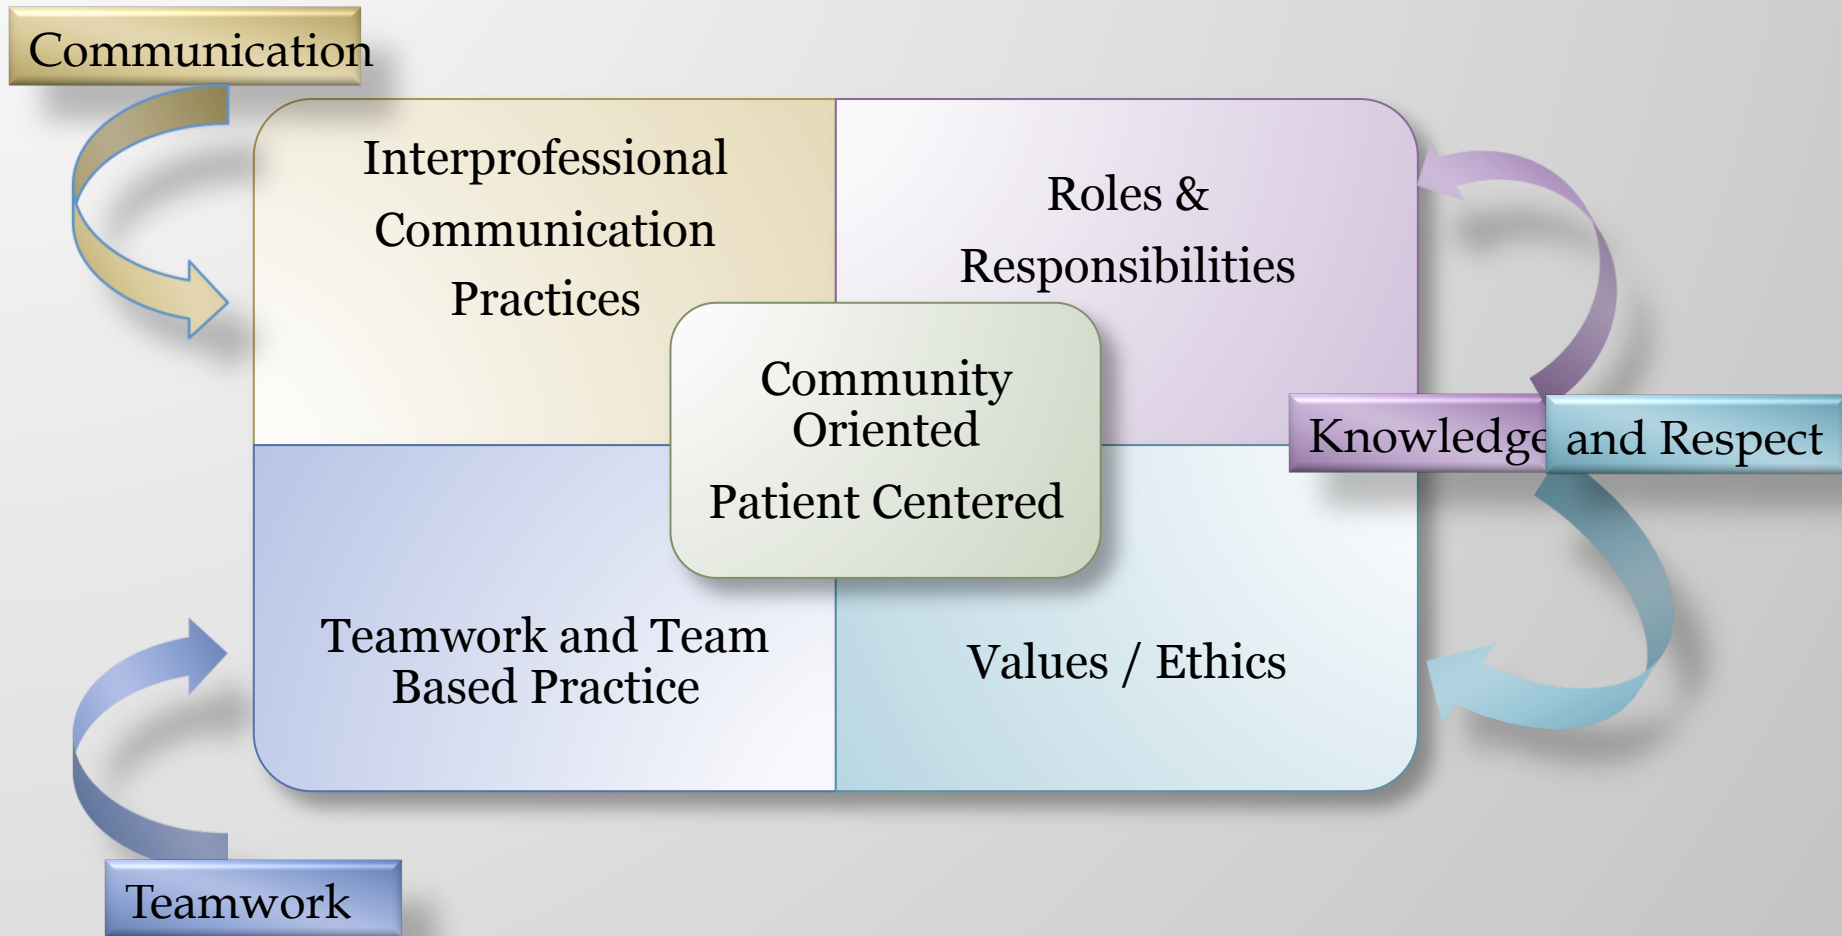 Communication
Interprofessional
Communication
Practices
Roles &
Responsibilities
Community
Oriented
Patient Centered
Knowledge and Respect
Teamwork and Team
Based Practice
Values / Ethics
Teamwork